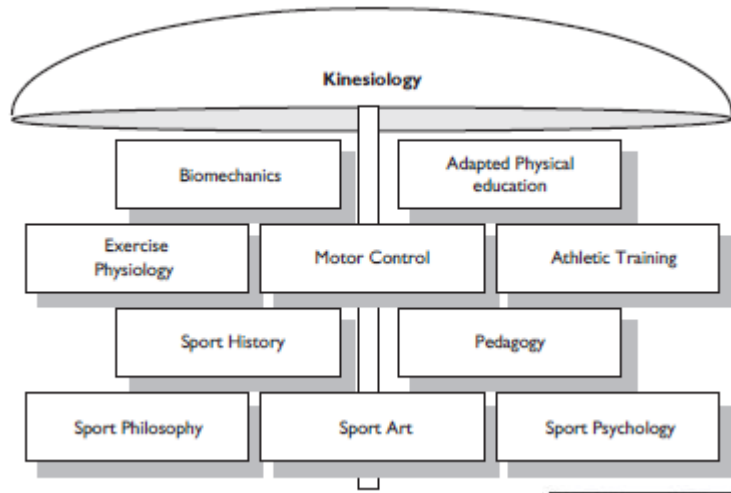 Kinesiology
Biomechanics
Adapted Physical
education
Exercise
Physiology
Motor Control
Athletic Training
Sport History
Pedagogy
Sport Philosophy
Sport Art
Sport Psychology